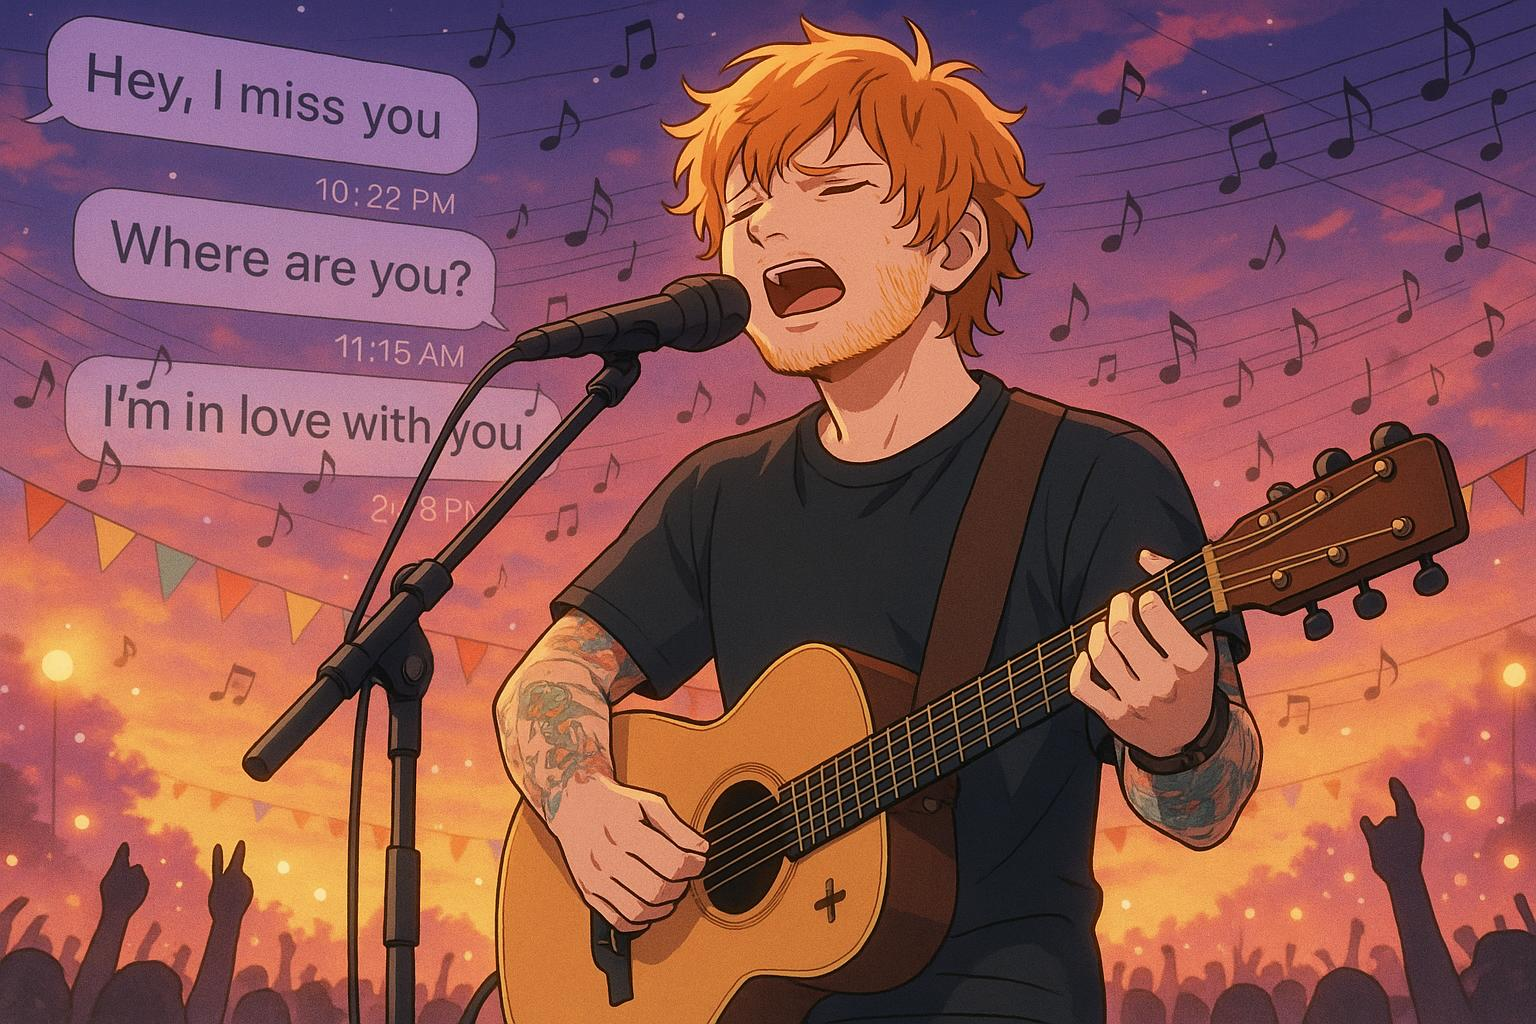 Hey, I miss you
10:22 PM
Where are you?
11:15 AM
I'm in love with you